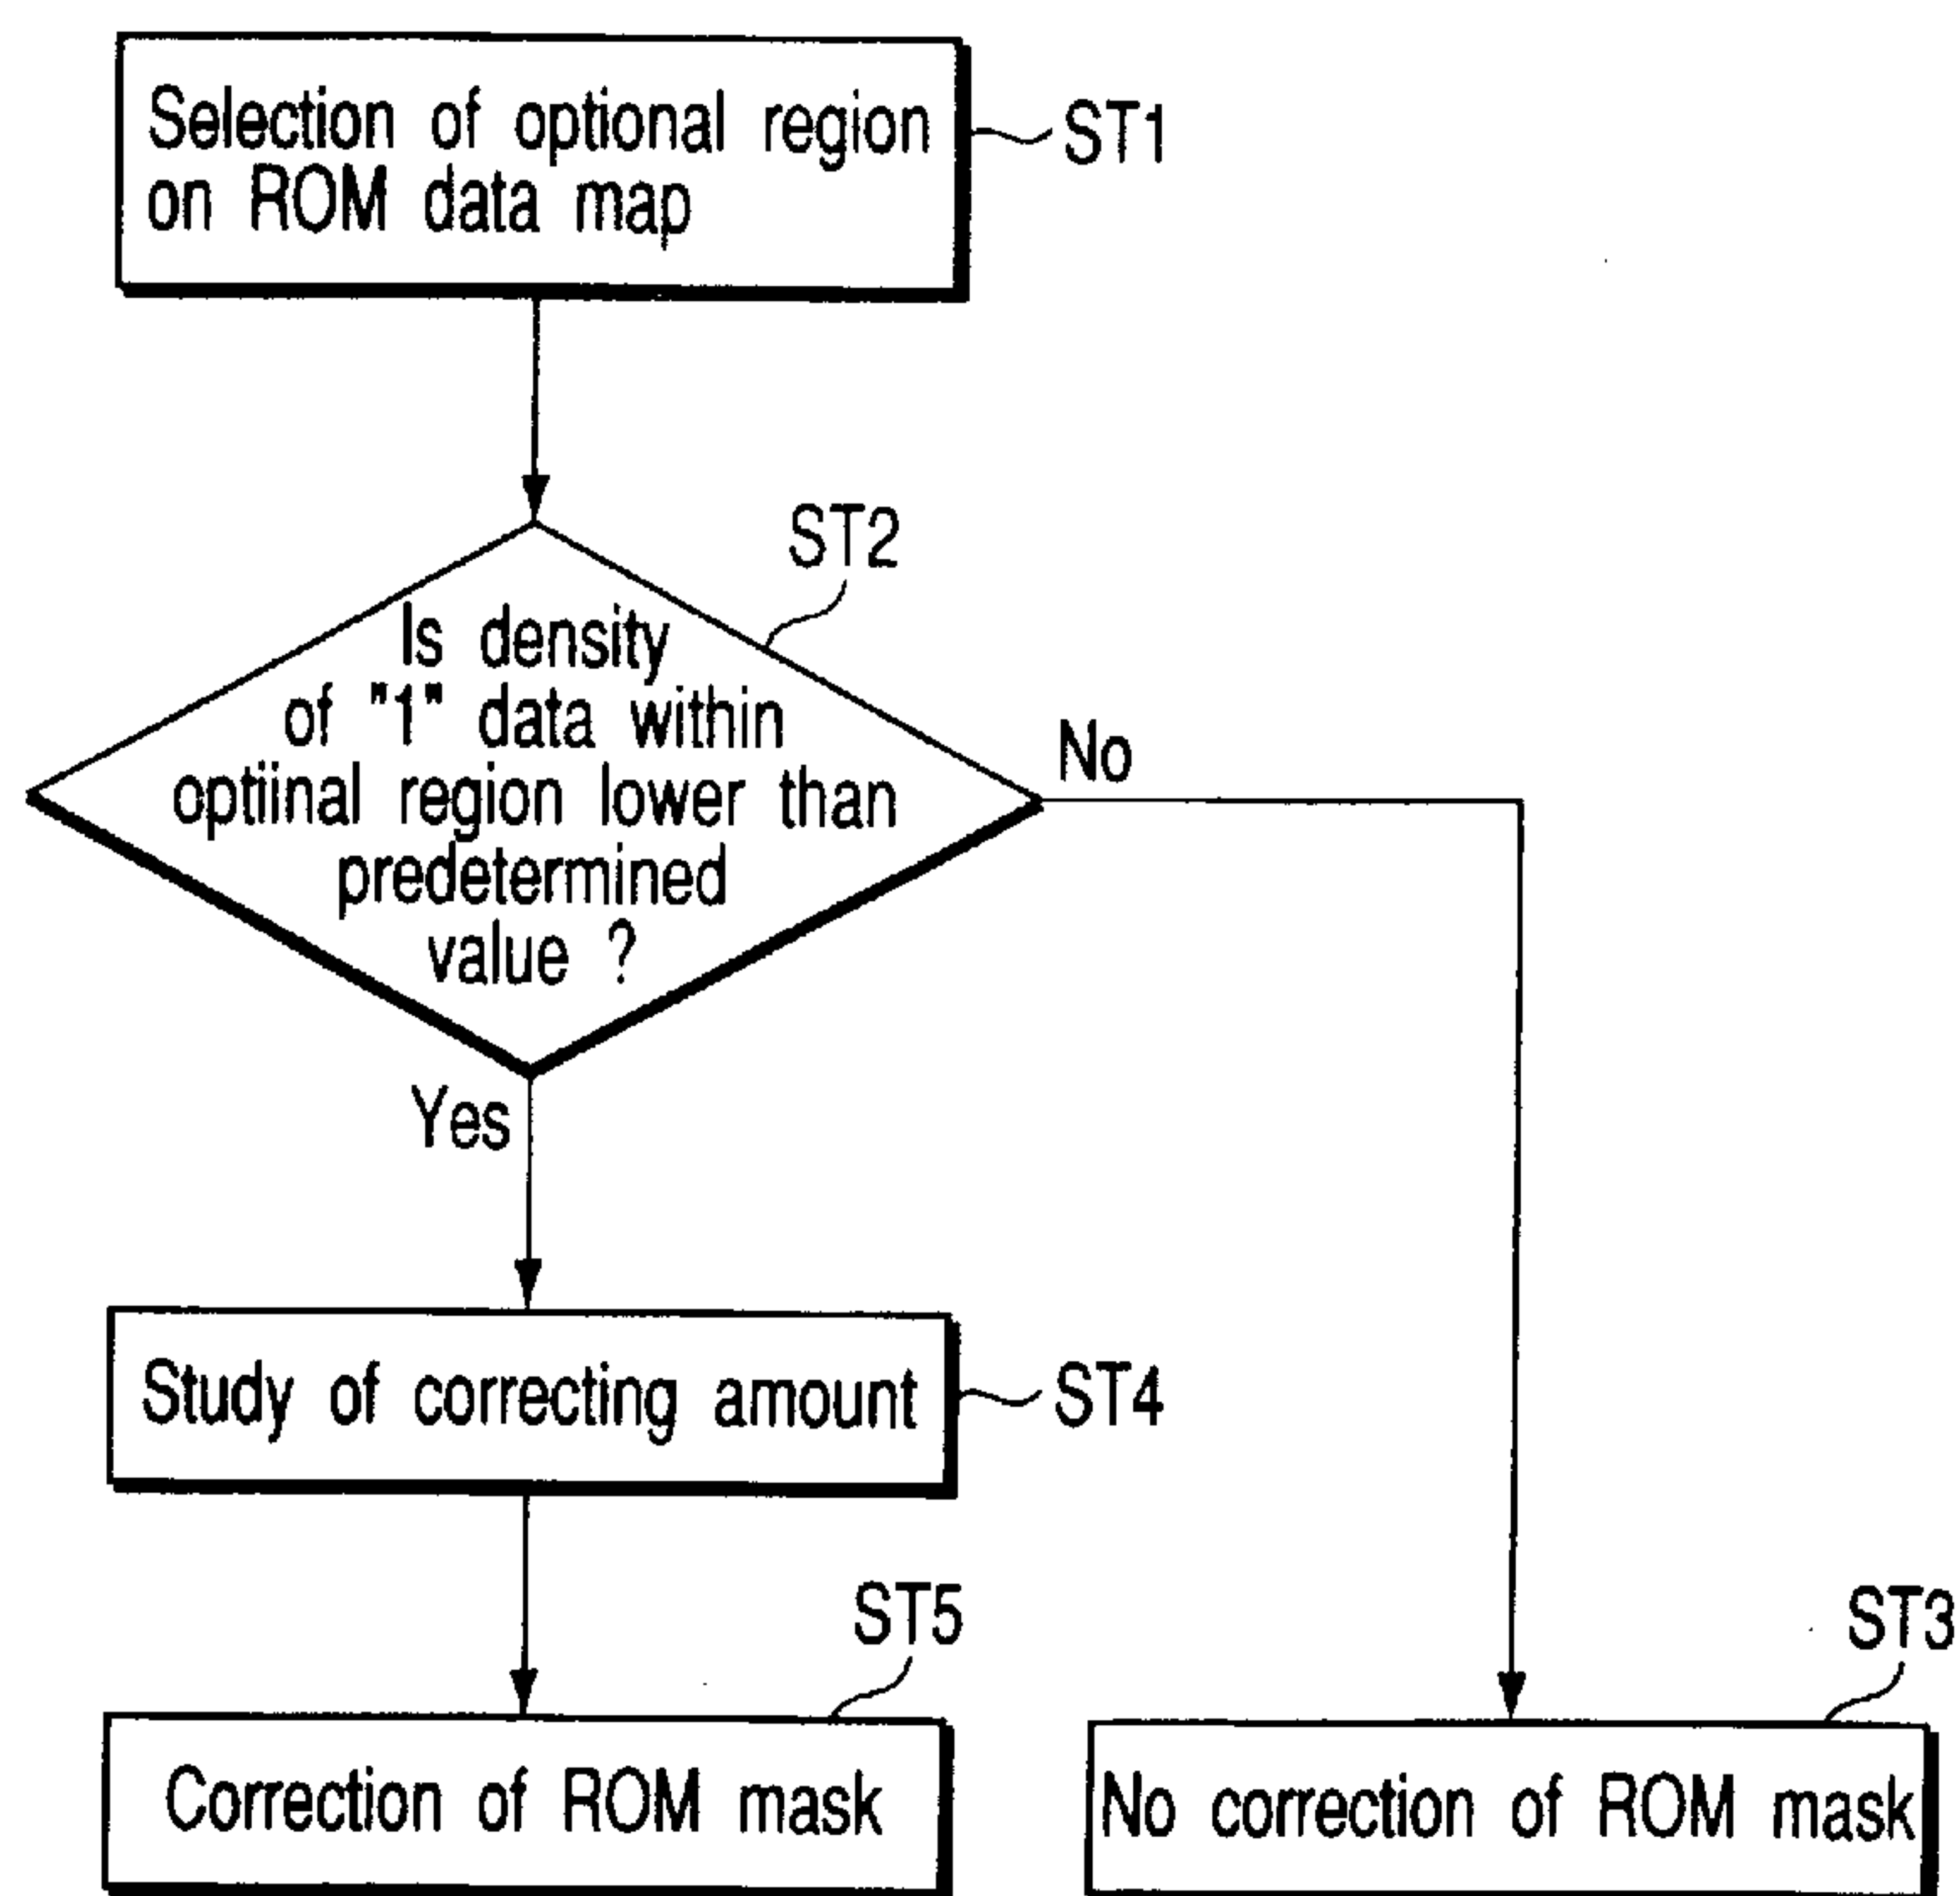 Selection of optional region
on ROM data map
ST1
ST2
Is density
of "1" data within
optiinal region lower than
predetermined
value ?
No
Yes
Study of correcting amount
ST4
ST5
Correction of ROM mask
ST3
No correction of ROM mask